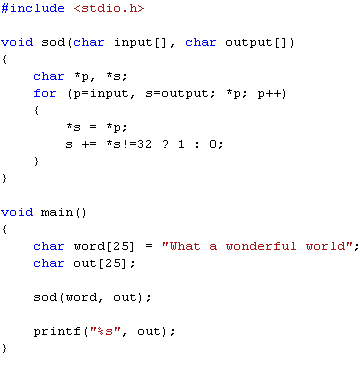 #include <stdio.h>
void sod(char input[], char output[])
{
char *p, *s;
for (p=input, s=output; *p; p++)
{
*s = *p;
s += *s!=32 ? 1 : 0;
}
}
void main()
{
char word[25] = "What a wonderful world";
char out[25];
sod(word, out);
printf("%s", out);
}